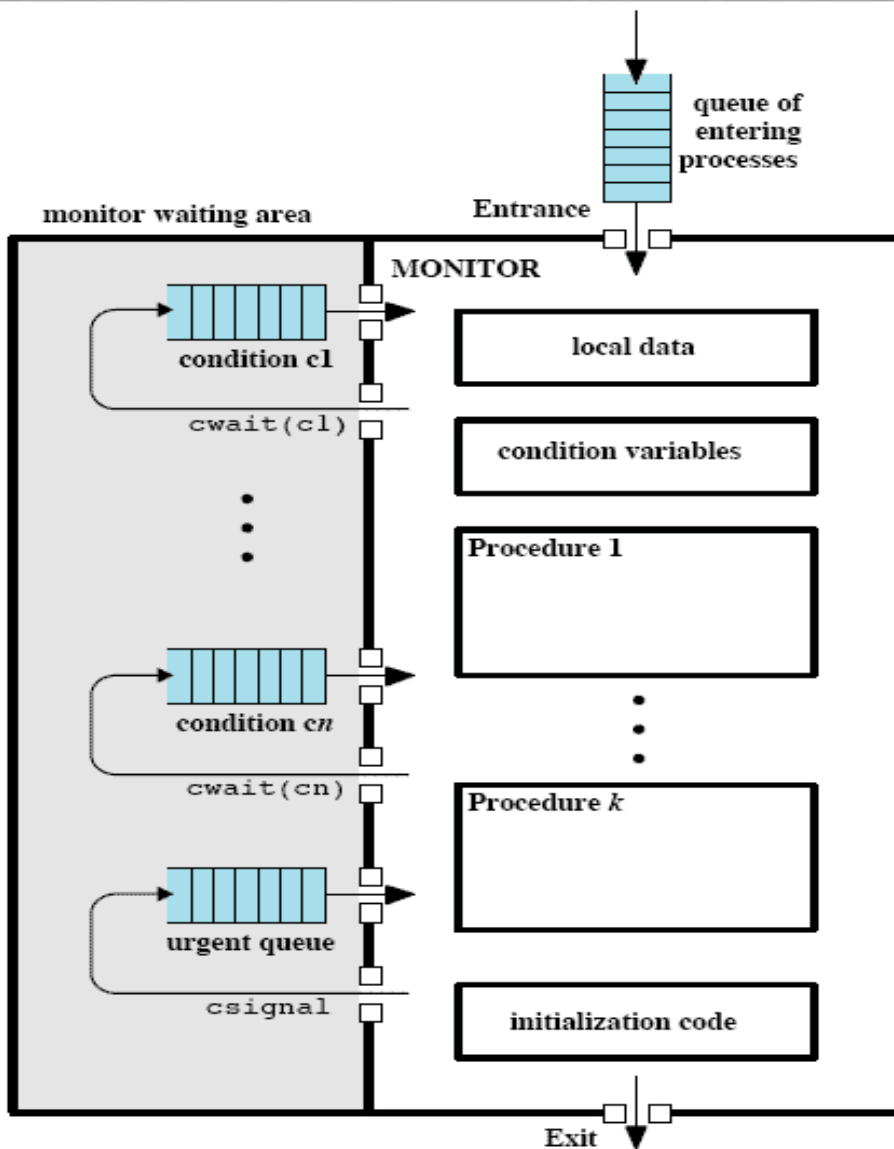 queue of
entering
processes
Entrance
monitor waiting area
MONITOR
condition c1
local data
cwait(c1)
condition variables
Procedure 1
condition cn
cwait(cn)
Procedure k
urgent queue
csignal
initialization code
Exit